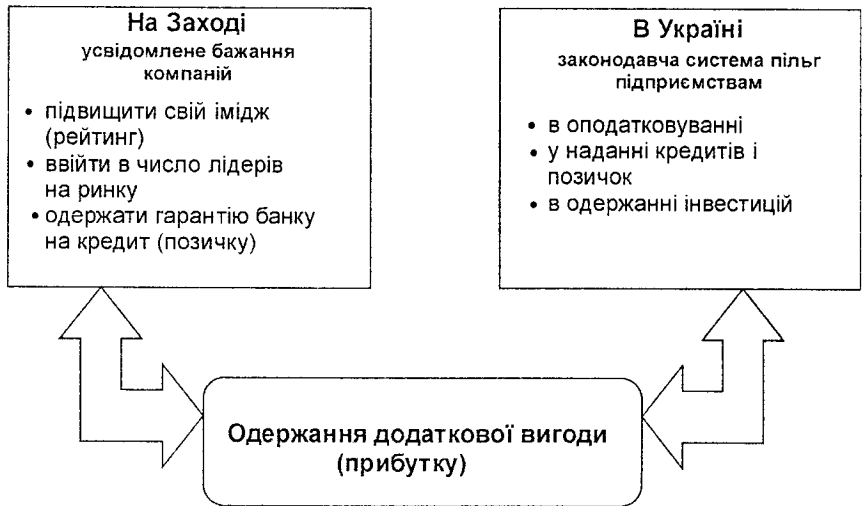 На Заході
усвідомлене бажання
компаній
• підвищити свій імідж
(рейтинг)
• ввійти в число лідерів
на ринку
• одержати гарантію банку
на кредит (позичку)
В Україні
законодавча система пільг
підприємствам
• в оподатковуванні
• у наданні кредитів і
позичок
• в одержанні інвестицій
Одержання додаткової вигоди
(прибутку)